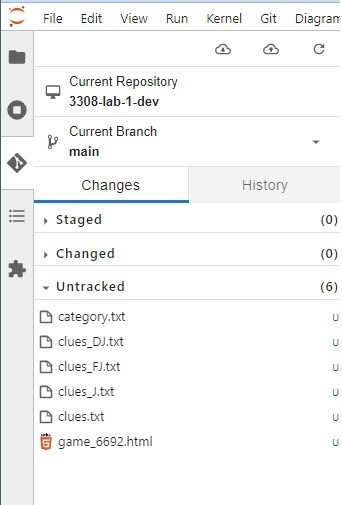 File Edit View Run Kernel Git Diagram
Current Repository
3308-lab-1-dev
Current Branch
main
Changes History
Staged (0)
Changed (0)
Untracked (6)
category.txt U
clues_DJ.txt U
clues_FJ.txt U
clues_J.txt U
clues.txt U
game_6692.html U